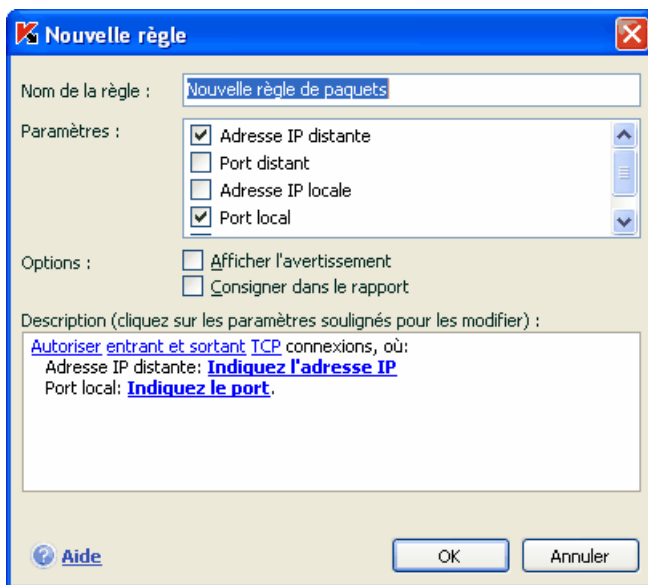 Nouvelle règle
Nom de la règle :
Nouvelle règle de paquets
Paramètres :
Adresse IP distante
Port distant
Adresse IP locale
Port local
Options :
Afficher l'avertissement
Consigner dans le rapport
Description (cliquez sur les paramètres soulignés pour les modifier) :
Autoriser entrant et sortant TCP connexions, où:
Adresse IP distante: Indiquez l'adresse IP
Port local: Indiquez le port.
Aide
OK
Annuler